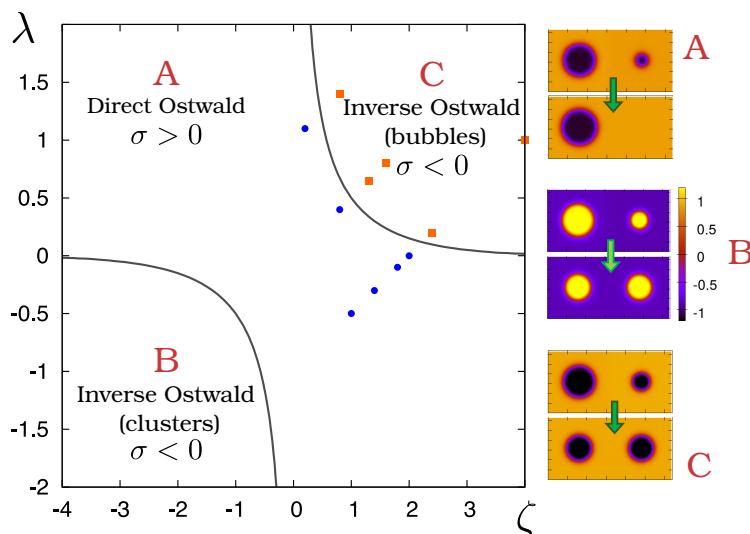 λ
1.5
1
0.5
0
-0.5
-1
-1.5
-2
-4
-3
-2
-1
0
1
2
3
4
ζ
A
Direct Ostwald
σ > 0
C
Inverse Ostwald
(bubbles)
σ < 0
B
Inverse Ostwald
(clusters)
σ < 0
A
1
0.5
0
-0.5
-1
B
C